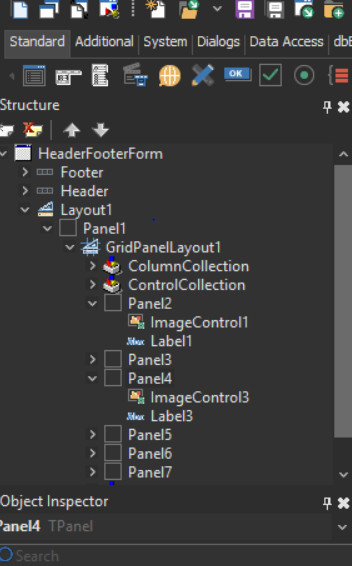 Standard Additional System Dialogs Data Access
OK
Structure
HeaderFooterForm
Footer
Header
Layout1
Panel1
GridPanelLayout1
ColumnCollection
ControlCollection
Panel2
ImageControl1
Label1
Panel3
Panel4
ImageControl3
Label3
Panel5
Panel6
Panel7
Object Inspector
Panel4 TPanel
Search